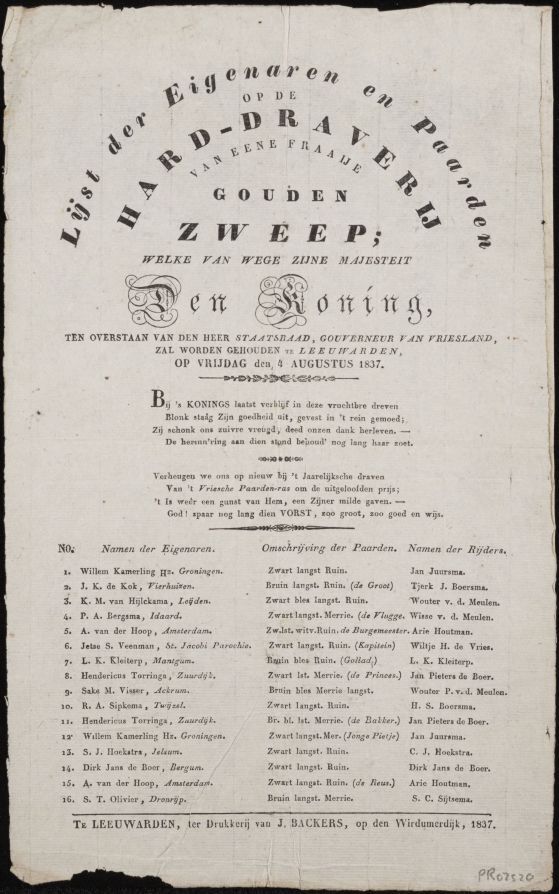 Lijst der Eigenaren en Paarden
OP DE
HARD-DRAVERIJ
VAN EENE FRAAIJE
GOUDEN
ZWEEP;
WELKE VAN WEGE ZIJNE MAJESTEIT
Den Koning,
TEN OVERSTAAN VAN DEN HEER STAATSRAAD, GOUVERNEUR VAN VRIESLAND,
ZAL WORDEN GEHOUDEN TE LEEUWARDEN,
OP VRIJDAG den, 4 AUGUSTUS 1837.
Bij 's KONINGS laatst verblijf in deze vruchtbre dreven
Blonk staâg Zijn goedheid uit, gevest in 't rein gemoed;
Zij schonk ons zuivre vreugd, deed onzen dank herleven. —
De herinn'ring aan dien stond behoud' nog lang haar zoet.
Verheugen we ons op nieuw bij 't Jaarelijksche draven
Van 't Vriesche Paarden-ras om de uitgeloofden prijs;
't Is weêr een gunst van Hem, een Zijner milde gaven. —
God! spaar nog lang dien VORST, zoo groot, zoo goed en wijs.
NO. Namen der Eigenaren. Omschrijving der Paarden. Namen der Rijders.
1. Willem Kamerling Hz. Groningen. Zwart langst Ruin. Jan Juursma.
2. J. K. de Kok, Vierhuizen. Bruin langst. Ruin. (de Groot) Tjerk J. Boersma.
3. K. M. van Hijlckama, Leijden. Zwart bles langst. Ruin. Wouter v. d. Meulen.
4. P. A. Bergsma, Idaard. Zwart langst. Merrie. (de Vlugge. Wisse v. d. Meulen.
5. A. van der Hoop, Amsterdam. Zw.lst. witv.Ruin. de Burgemeester. Arie Houtman.
6. Jetse S. Veenman, St. Jacobi Parochie. Zwart langst. Ruin. (Kapitein) Wiltje H. de Vries.
7. L. K. Kleiterp, Mantgum. Bruin bles Ruin. (Goliad,) L. K. Kleiterp.
8. Hendericus Torringa, Zuurdijk. Zwart lst. Merrie. (de Princes.) Jan Pieters de Boer.
9. Sake M. Visser, Ackrum. Bruin bles Merrie langst. Wouter P. v. d. Meulen.
10. R. A. Sipkema, Twijzel. Zwart langst. Ruin. H. S. Boersma.
11. Hendericus Torringa, Zuurdijk. Br. bl. lst. Merrie. (de Bakker.) Jan Pieters de Boer.
12. Willem Kamerling Hz. Groningen. Zwart langst.Mer. (Jonge Pietje) Jan Juursma.
13. S. J. Hoekstra, Jelsum. Zwart langst. Ruin. C. J. Hoekstra.
14. Dirk Jans de Boer, Bergum. Zwart langst. Ruin. Dirk Jans de Boer.
15. A. van der Hoop, Amsterdam. Zwart langst. Ruin. (de Reus.) Arie Houtman.
16. S. T. Olivier, Dronrijp. Bruin langst. Merrie. S. C. Sijtsema.
TE LEEUWARDEN, ter Drukkerij van J. BACKERS, op den Wirdumerdijk, 1837.
PR02520